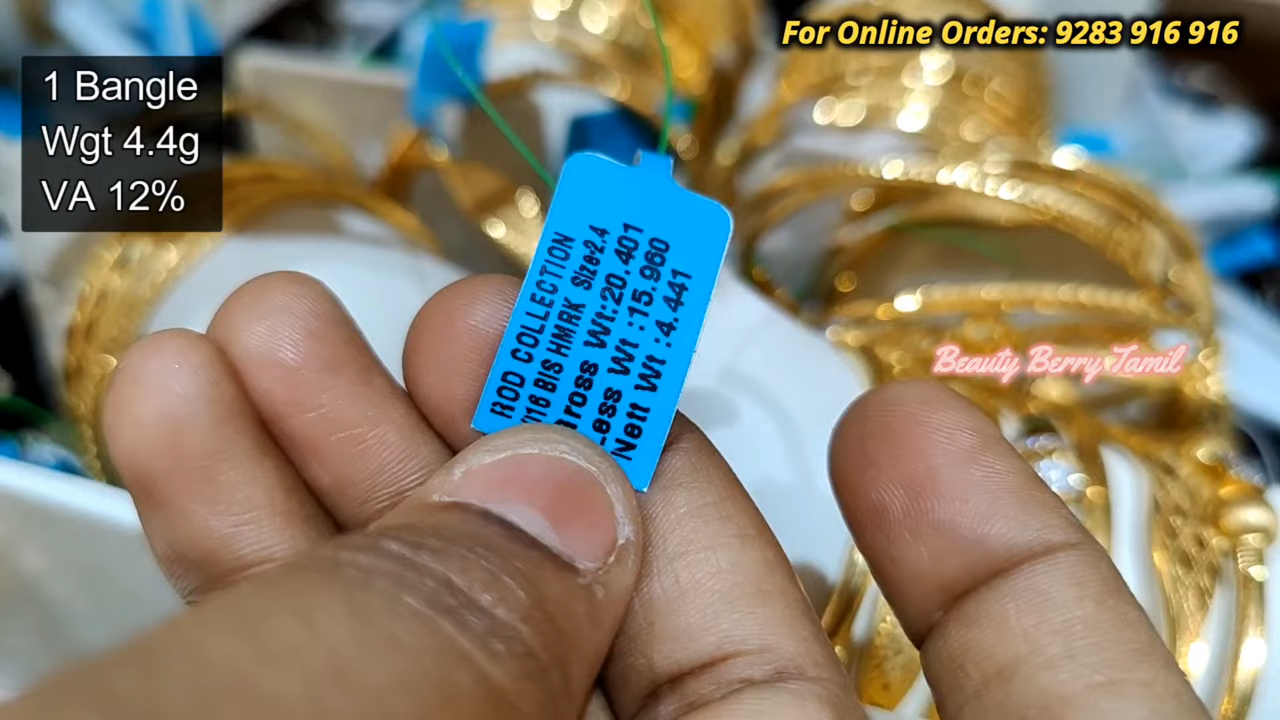 For Online Orders: 9283 916 916
1 Bangle
Wgt 4.4g
VA 12%
ROD COLLECTION
/16 BIS HMRK Size-2.4
Gross Wt:20.401
Less Wt :15.960
Nett Wt :4.441
Beauty Berry Tamil